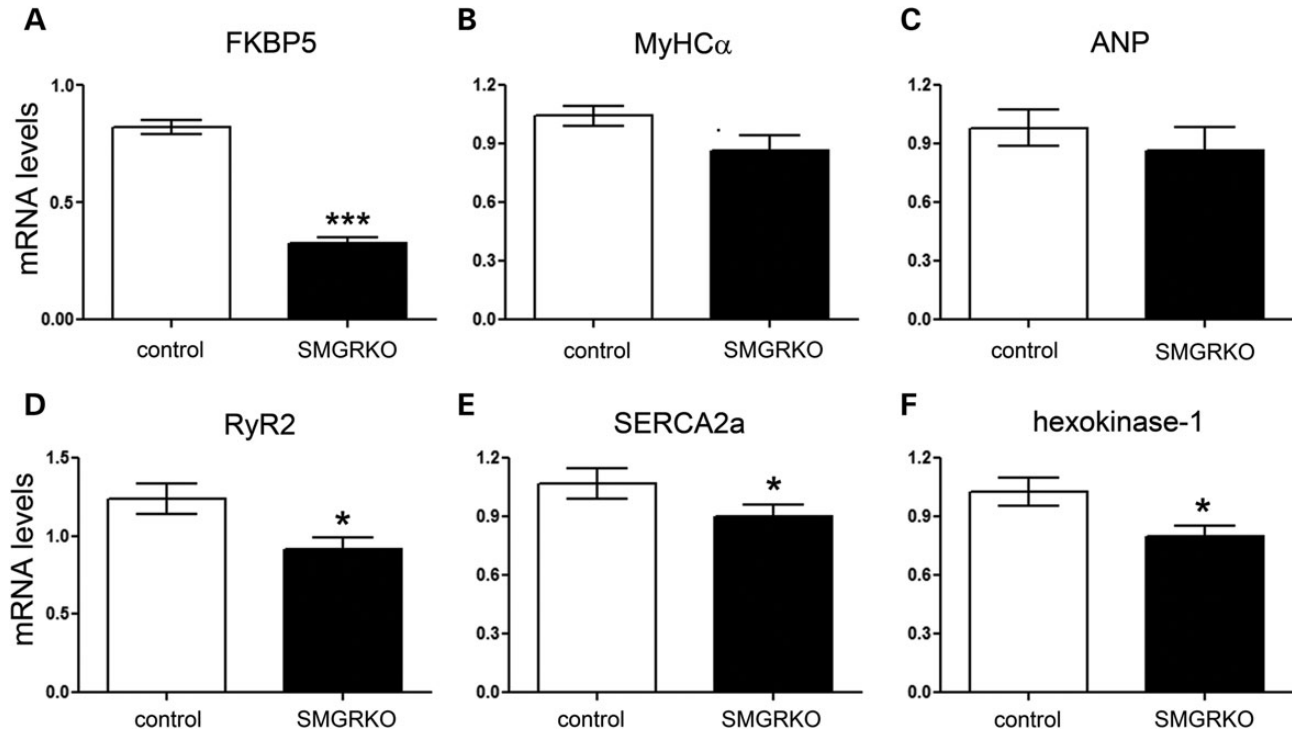 A
FKBP5
mRNA levels
1.0
0.5
0.00
***
control
SMGRKO
B
MyHCα
1.2
0.9
0.6
0.3
0.0
control
SMGRKO
C
ANP
1.2
0.9
0.6
0.3
0.0
control
SMGRKO
D
RyR2
mRNA levels
1.5
1.0
0.5
0.0
*
control
SMGRKO
E
SERCA2a
1.2
0.9
0.6
0.3
0.0
*
control
SMGRKO
F
hexokinase-1
1.2
0.9
0.6
0.3
0.0
*
control
SMGRKO